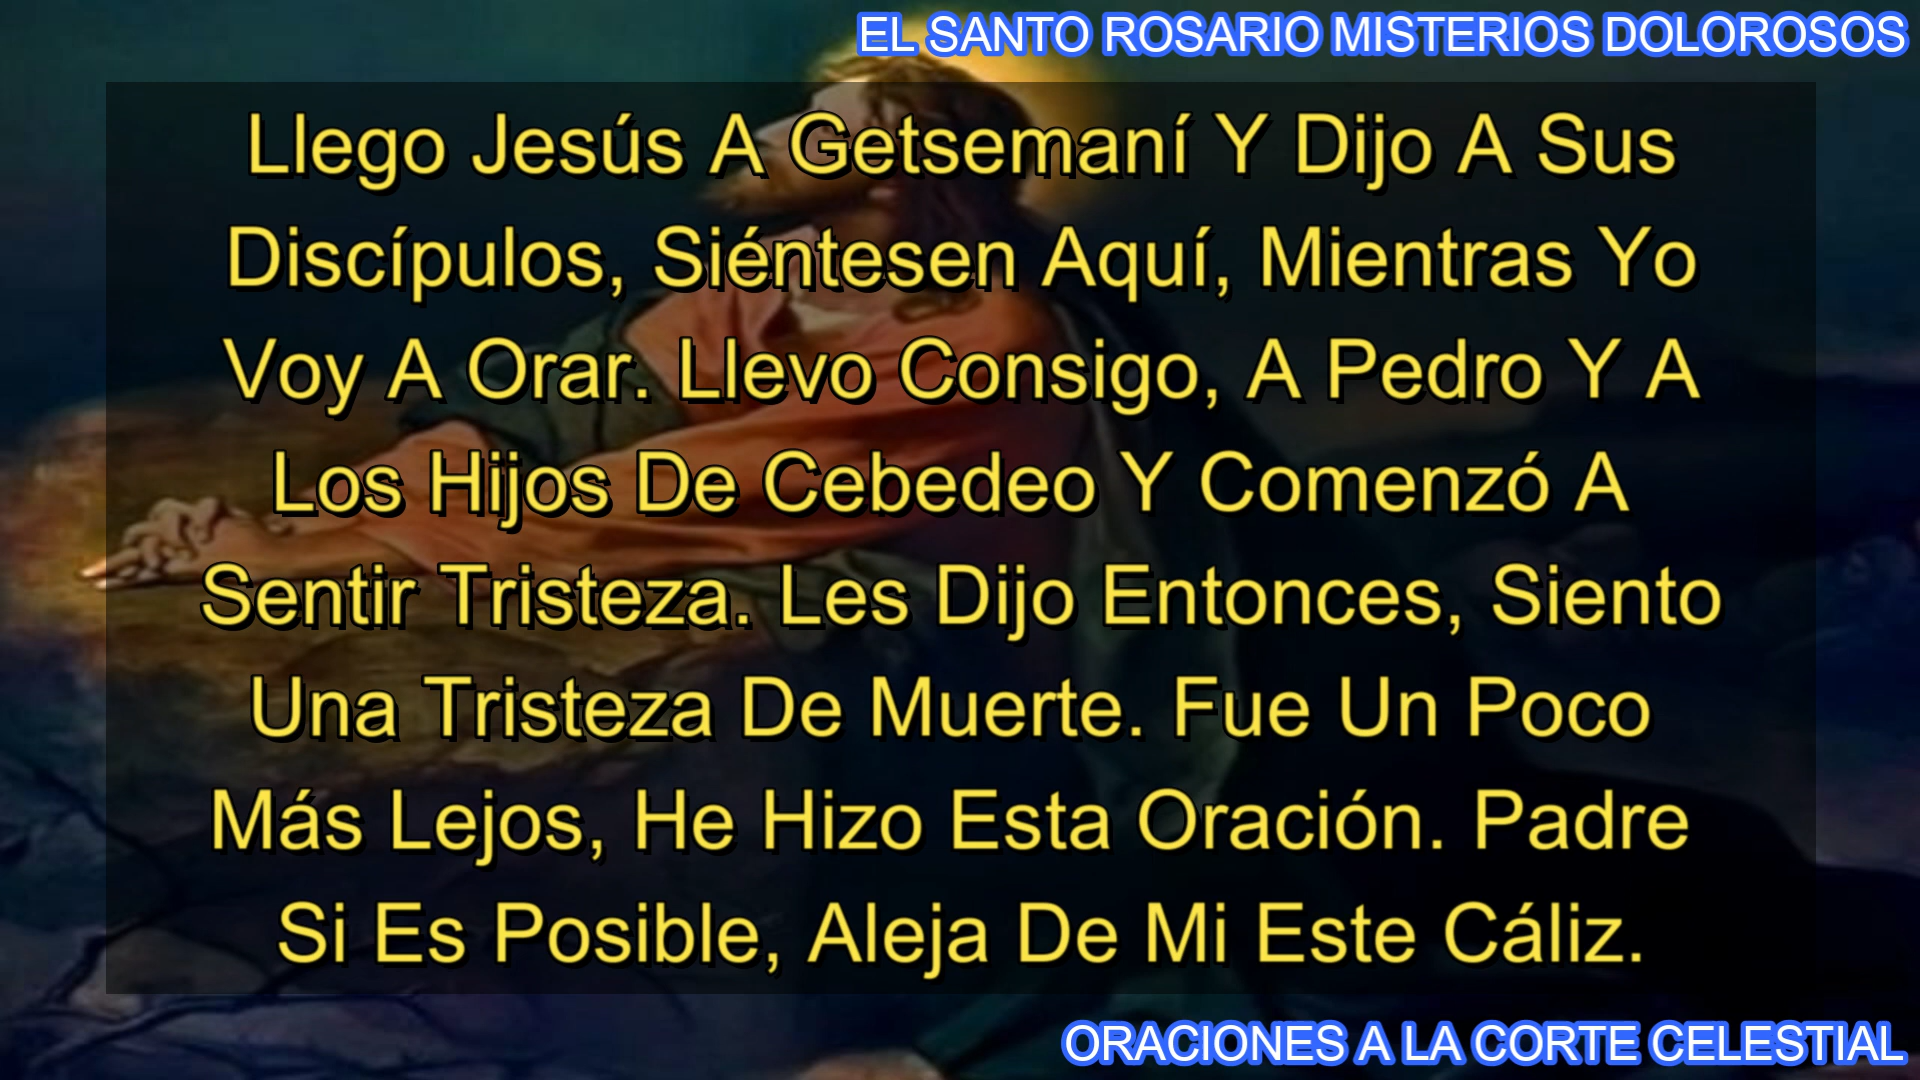 EL SANTO ROSARIO MISTERIOS DOLOROSOS
Llego Jesús A Getsemaní Y Dijo A Sus
Discípulos, Siéntesen Aquí, Mientras Yo
Voy A Orar. Llevo Consigo, A Pedro Y A
Los Hijos De Cebedeo Y Comenzó A
Sentir Tristeza. Les Dijo Entonces, Siento
Una Tristeza De Muerte. Fue Un Poco
Más Lejos, He Hizo Esta Oración. Padre
Si Es Posible, Aleja De Mi Este Cáliz.
ORACIONES A LA CORTE CELESTIAL